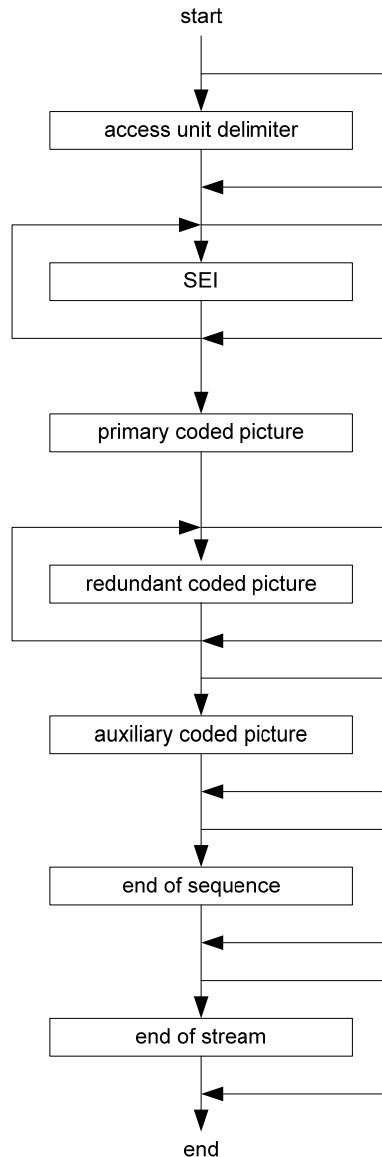 start
access unit delimiter
SEI
primary coded picture
redundant coded picture
auxiliary coded picture
end of sequence
end of stream
end